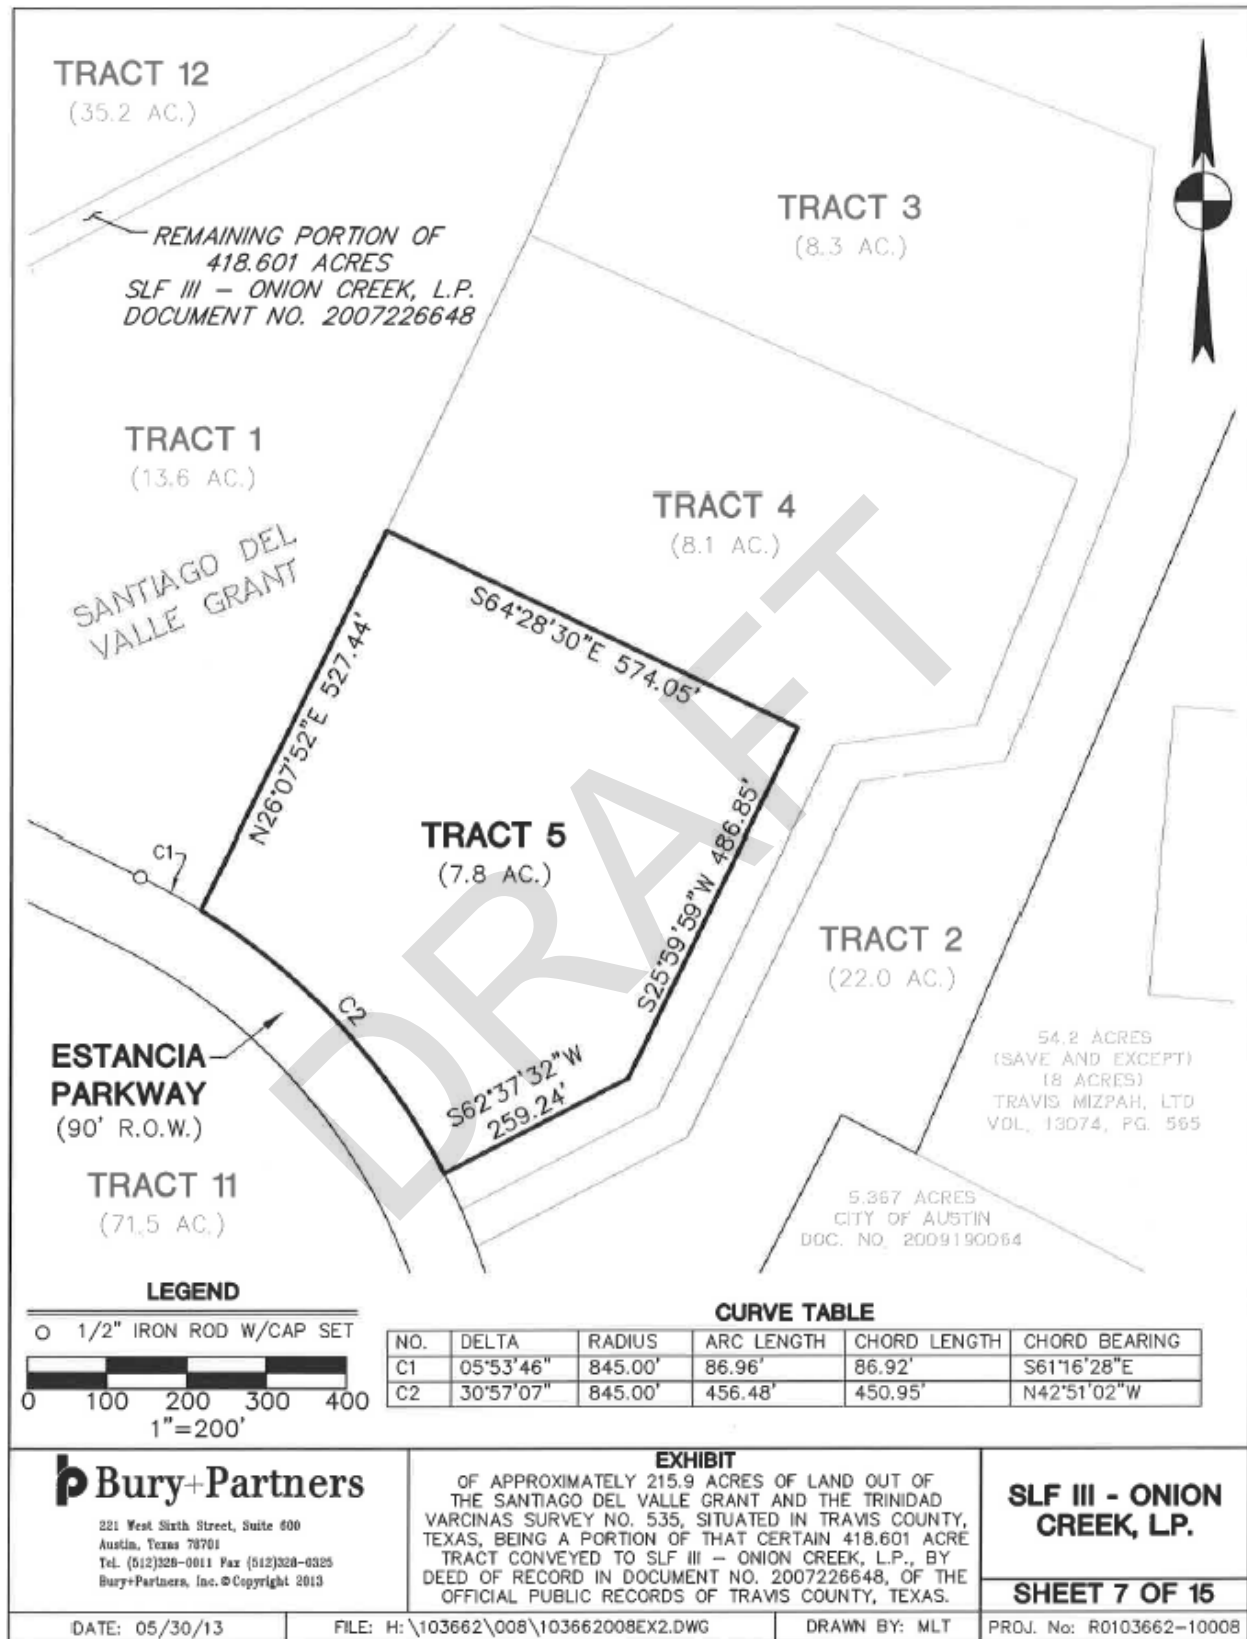 TRACT 12
(35.2 AC.)
REMAINING PORTION OF
418.601 ACRES
SLF III – ONION CREEK, L.P.
DOCUMENT NO. 2007226648
TRACT 3
(8.3 AC.)
TRACT 1
(13.6 AC.)
TRACT 4
(8.1 AC.)
SANTIAGO DEL
VALLE GRANT
S64°28'30"E 574.05'
N26°07'52"E 527.44'
TRACT 5
(7.8 AC.)
S25°59'59"W 486.85'
C1
C2
TRACT 2
(22.0 AC.)
ESTANCIA
PARKWAY
(90' R.O.W.)
S62°37'32"W
259.24'
54.2 ACRES
(SAVE AND EXCEPT)
(8 ACRES)
TRAVIS MIZPAH, LTD
VOL. 13074, PG. 565
TRACT 11
(71.5 AC.)
5.367 ACRES
CITY OF AUSTIN
DOC. NO. 2009190064
DRAFT
LEGEND
1/2" IRON ROD W/CAP SET
0 100 200 300 400
1"=200'
CURVE TABLE
NO. DELTA RADIUS ARC LENGTH CHORD LENGTH CHORD BEARING
C1 05°53'46" 845.00' 86.96' 86.92' S61°16'28"E
C2 30°57'07" 845.00' 456.48' 450.95' N42°51'02"W
Bury+Partners
221 West Sixth Street, Suite 600
Austin, Texas 78701
Tel. (512)328-0011 Fax (512)328-0325
Bury+Partners, Inc. ©Copyright 2013
EXHIBIT
OF APPROXIMATELY 215.9 ACRES OF LAND OUT OF
THE SANTIAGO DEL VALLE GRANT AND THE TRINIDAD
VARCINAS SURVEY NO. 535, SITUATED IN TRAVIS COUNTY,
TEXAS, BEING A PORTION OF THAT CERTAIN 418.601 ACRE
TRACT CONVEYED TO SLF III – ONION CREEK, L.P., BY
DEED OF RECORD IN DOCUMENT NO. 2007226648, OF THE
OFFICIAL PUBLIC RECORDS OF TRAVIS COUNTY, TEXAS.
SLF III - ONION
CREEK, LP.
SHEET 7 OF 15
DATE: 05/30/13
FILE: H:\103662\008\103662008EX2.DWG
DRAWN BY: MLT
PROJ. No: R0103662-10008